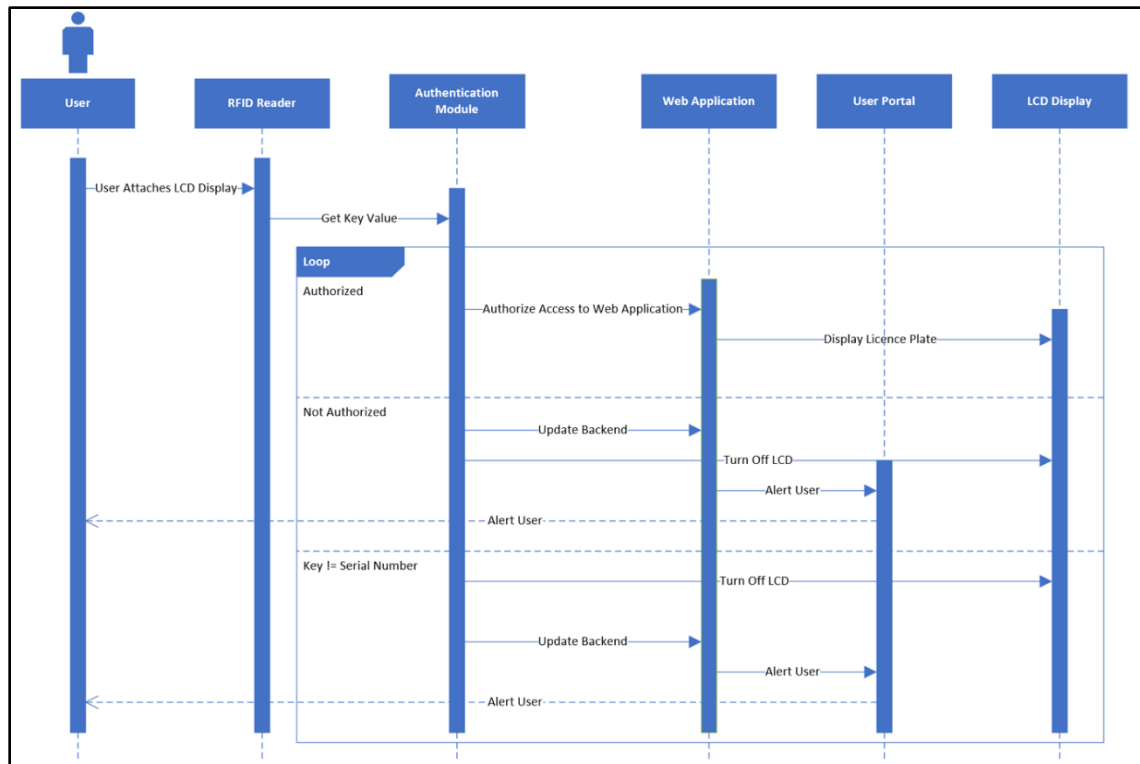 User
RFID Reader
Authentication
Module
Web Application
User Portal
LCD Display
User Attaches LCD Display
Get Key Value
Loop
Authorized
Authorize Access to Web Application
Display Licence Plate
Not Authorized
Update Backend
Turn Off LCD
Alert User
Alert User
Key != Serial Number
Turn Off LCD
Update Backend
Alert User
Alert User